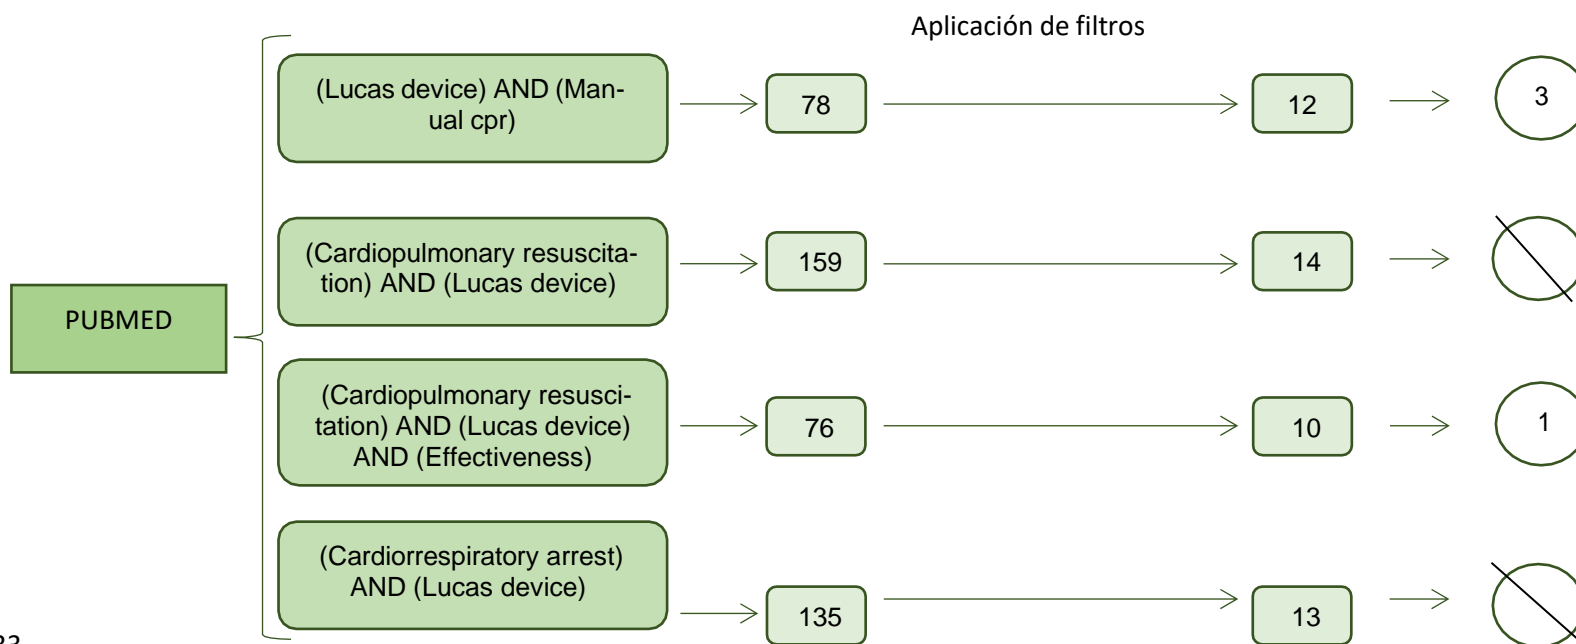 Aplicación de filtros
(Lucas device) AND (Man-
ual cpr)
78
12
3
(Cardiopulmonary resuscita-
tion) AND (Lucas device)
159
14
PUBMED
(Cardiopulmonary resusci-
tation) AND (Lucas device)
AND (Effectiveness)
76
10
1
(Cardiorrespiratory arrest)
AND (Lucas device)
135
13